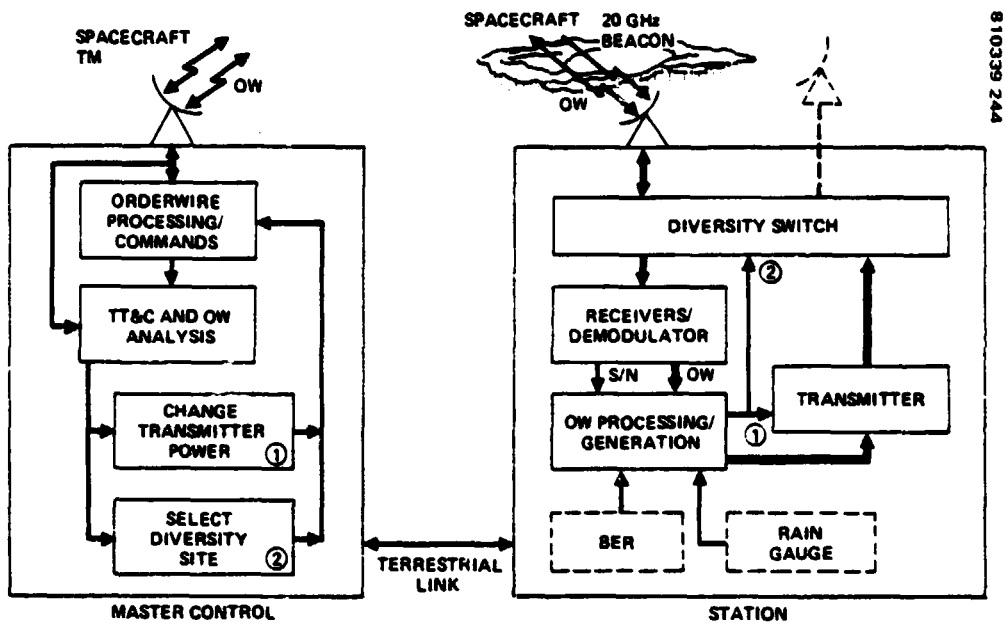 SPACECRAFT
TM
OW
ORDERWIRE
PROCESSING/
COMMANDS
TT&C AND OW
ANALYSIS
CHANGE
TRANSMITTER
POWER
①
SELECT
DIVERSITY
SITE
②
MASTER CONTROL
TERRESTRIAL
LINK
SPACECRAFT
20 GHz
BEACON
OW
DIVERSITY SWITCH
②
RECEIVERS/
DEMODULATOR
S/N
OW
OW PROCESSING/
GENERATION
①
TRANSMITTER
BER
RAIN
GAUGE
STATION
810339 244